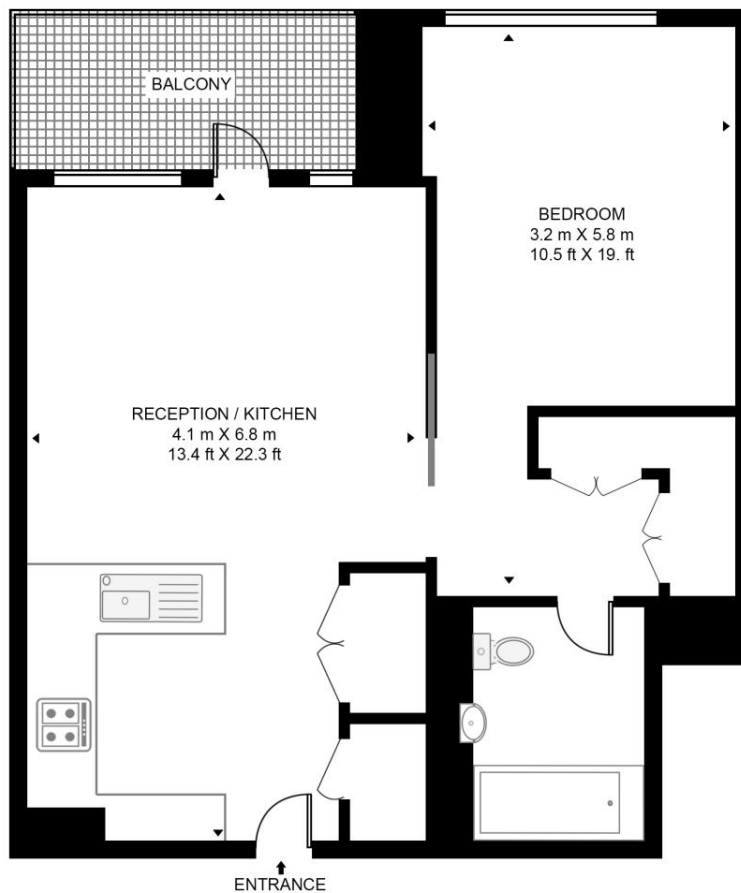 BALCONY
BEDROOM
3.2 m X 5.8 m
10.5 ft X 19. ft
RECEPTION / KITCHEN
4.1 m X 6.8 m
13.4 ft X 22.3 ft
ENTRANCE